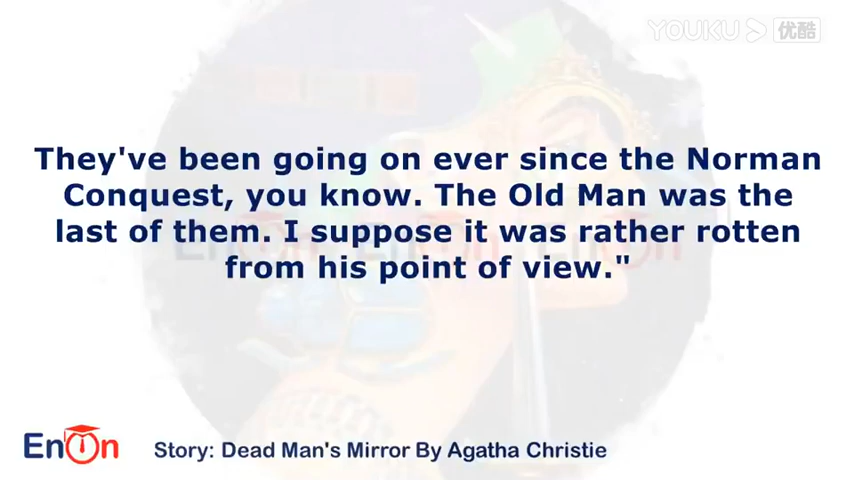 YOUKU 优酷
They've been going on ever since the Norman
Conquest, you know. The Old Man was the
last of them. I suppose it was rather rotten
from his point of view."
EnOn
Story: Dead Man's Mirror By Agatha Christie